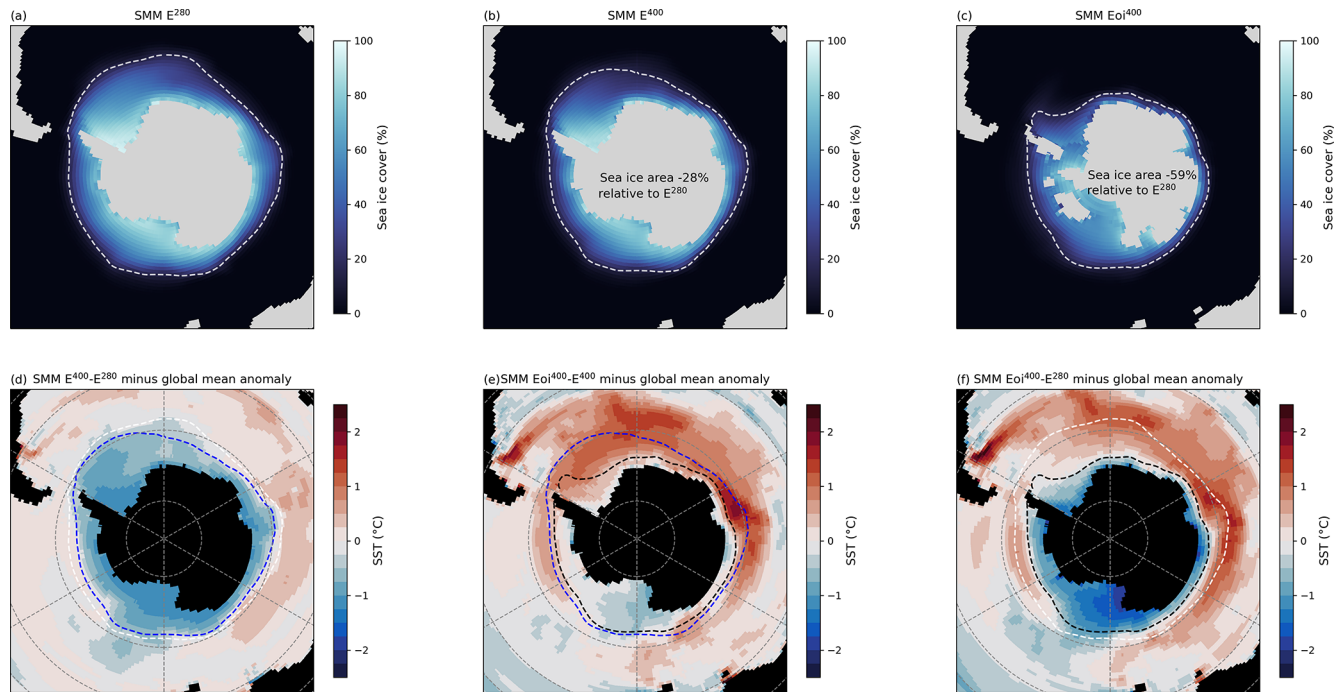 (a) SMM E²⁸⁰
100
80
60
40
20
0
Sea ice cover (%)
(b) SMM E⁴⁰⁰
Sea ice area -28%
relative to E²⁸⁰
100
80
60
40
20
0
Sea ice cover (%)
(c) SMM Eoi⁴⁰⁰
Sea ice area -59%
relative to E²⁸⁰
100
80
60
40
20
0
Sea ice cover (%)
(d) SMM E⁴⁰⁰-E²⁸⁰ minus global mean anomaly
2
1
0
−1
−2
SST (°C)
(e)SMM Eoi⁴⁰⁰-E⁴⁰⁰ minus global mean anomaly
2
1
0
−1
−2
SST (°C)
(f) SMM Eoi⁴⁰⁰-E²⁸⁰ minus global mean anomaly
2
1
0
−1
−2
SST (°C)